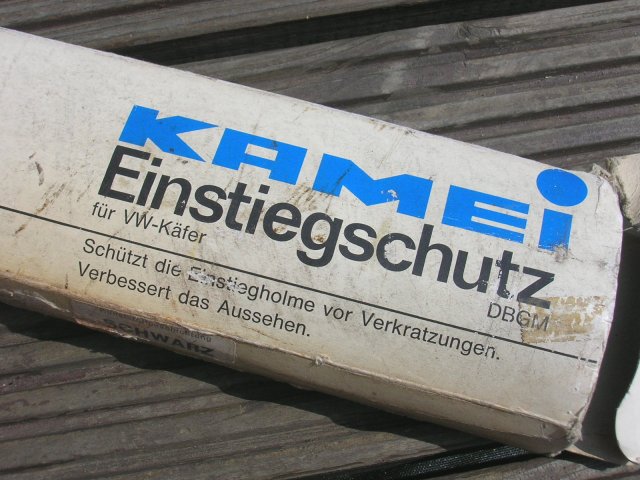 KAMEi
Einstiegschutz
für VW-Käfer
DBGM
Schützt die Einstiegholme vor Verkratzungen.
Verbessert das Aussehen.
SCHWARZ